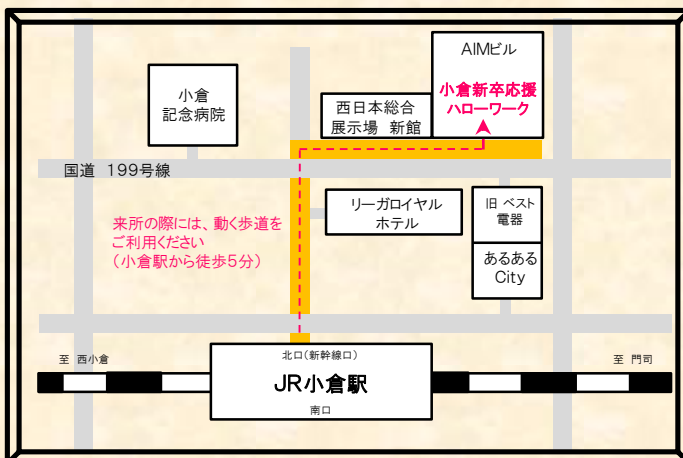 AIMビル
小倉新卒応援
ハローワーク
小倉
記念病院
西日本総合
展示場 新館
国道 199号線
リーガロイヤル
ホテル
旧 ベスト
電器
来所の際には、動く歩道を
ご利用ください
(小倉駅から徒歩5分)
あるある
City
至 西小倉
北口(新幹線口)
至 門司
JR小倉駅
南口